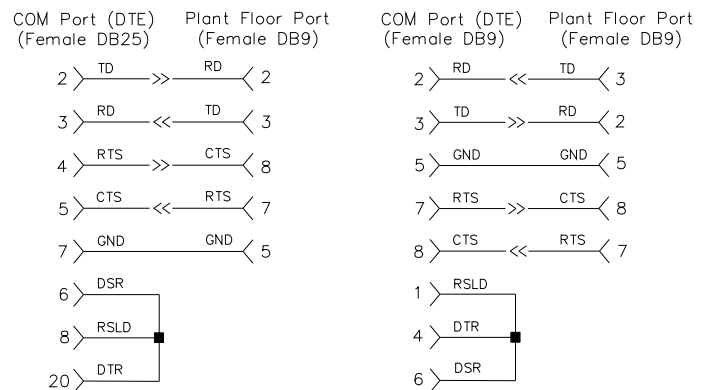 COM Port (DTE) Plant Floor Port
(Female DB25) (Female DB9)
2 TD >> RD 2
3 RD << TD 3
4 RTS >> CTS 8
5 CTS << RTS 7
7 GND GND 5
6 DSR
8 RSLD
20 DTR
COM Port (DTE) Plant Floor Port
(Female DB9) (Female DB9)
2 RD << TD 3
3 TD >> RD 2
5 GND GND 5
7 RTS >> CTS 8
8 CTS << RTS 7
1 RSLD
4 DTR
6 DSR